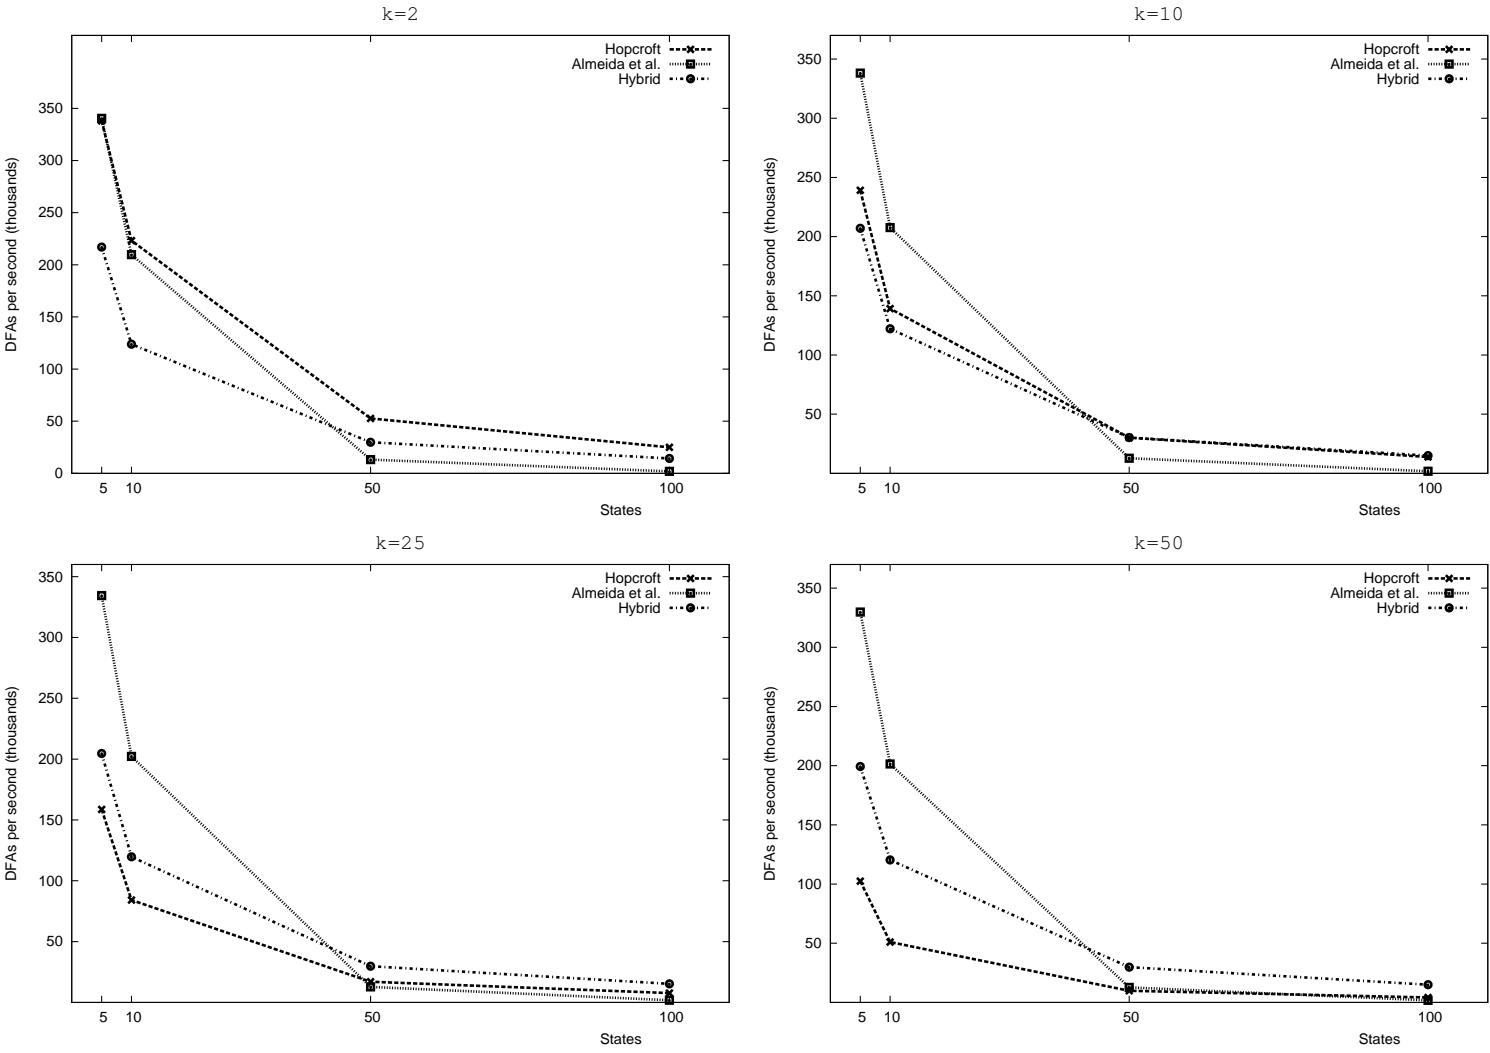 k=2
Hopcroft
Almeida et al.
Hybrid
DFAs per second (thousands)
350
300
250
200
150
100
50
0
5 10 50 100
States
k=10
Hopcroft
Almeida et al.
Hybrid
DFAs per second (thousands)
350
300
250
200
150
100
50
5 10 50 100
States
k=25
Hopcroft
Almeida et al.
Hybrid
DFAs per second (thousands)
350
300
250
200
150
100
50
5 10 50 100
States
k=50
Hopcroft
Almeida et al.
Hybrid
DFAs per second (thousands)
350
300
250
200
150
100
50
5 10 50 100
States